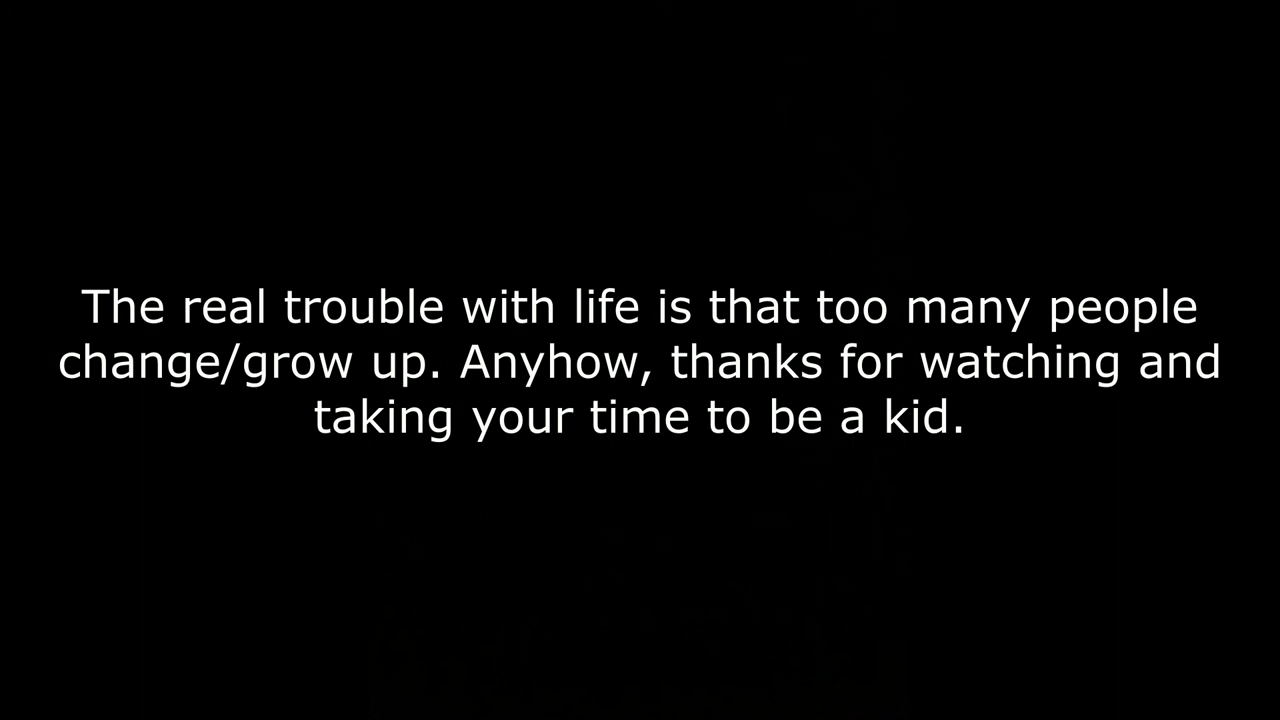 The real trouble with life is that too many people
change/grow up. Anyhow, thanks for watching and
taking your time to be a kid.